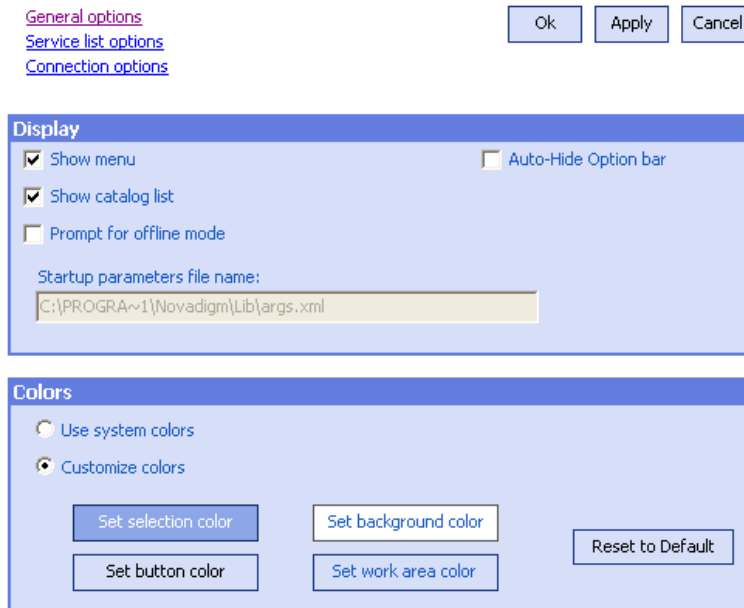 General options
Service list options
Connection options
Ok Apply Cancel
Display
Show menu Auto-Hide Option bar
Show catalog list
Prompt for offline mode
Startup parameters file name:
C:\PROGRA~1\Novadigm\Lib\args.xml
Colors
Use system colors
Customize colors
Set selection color Set background color
Reset to Default
Set button color Set work area color